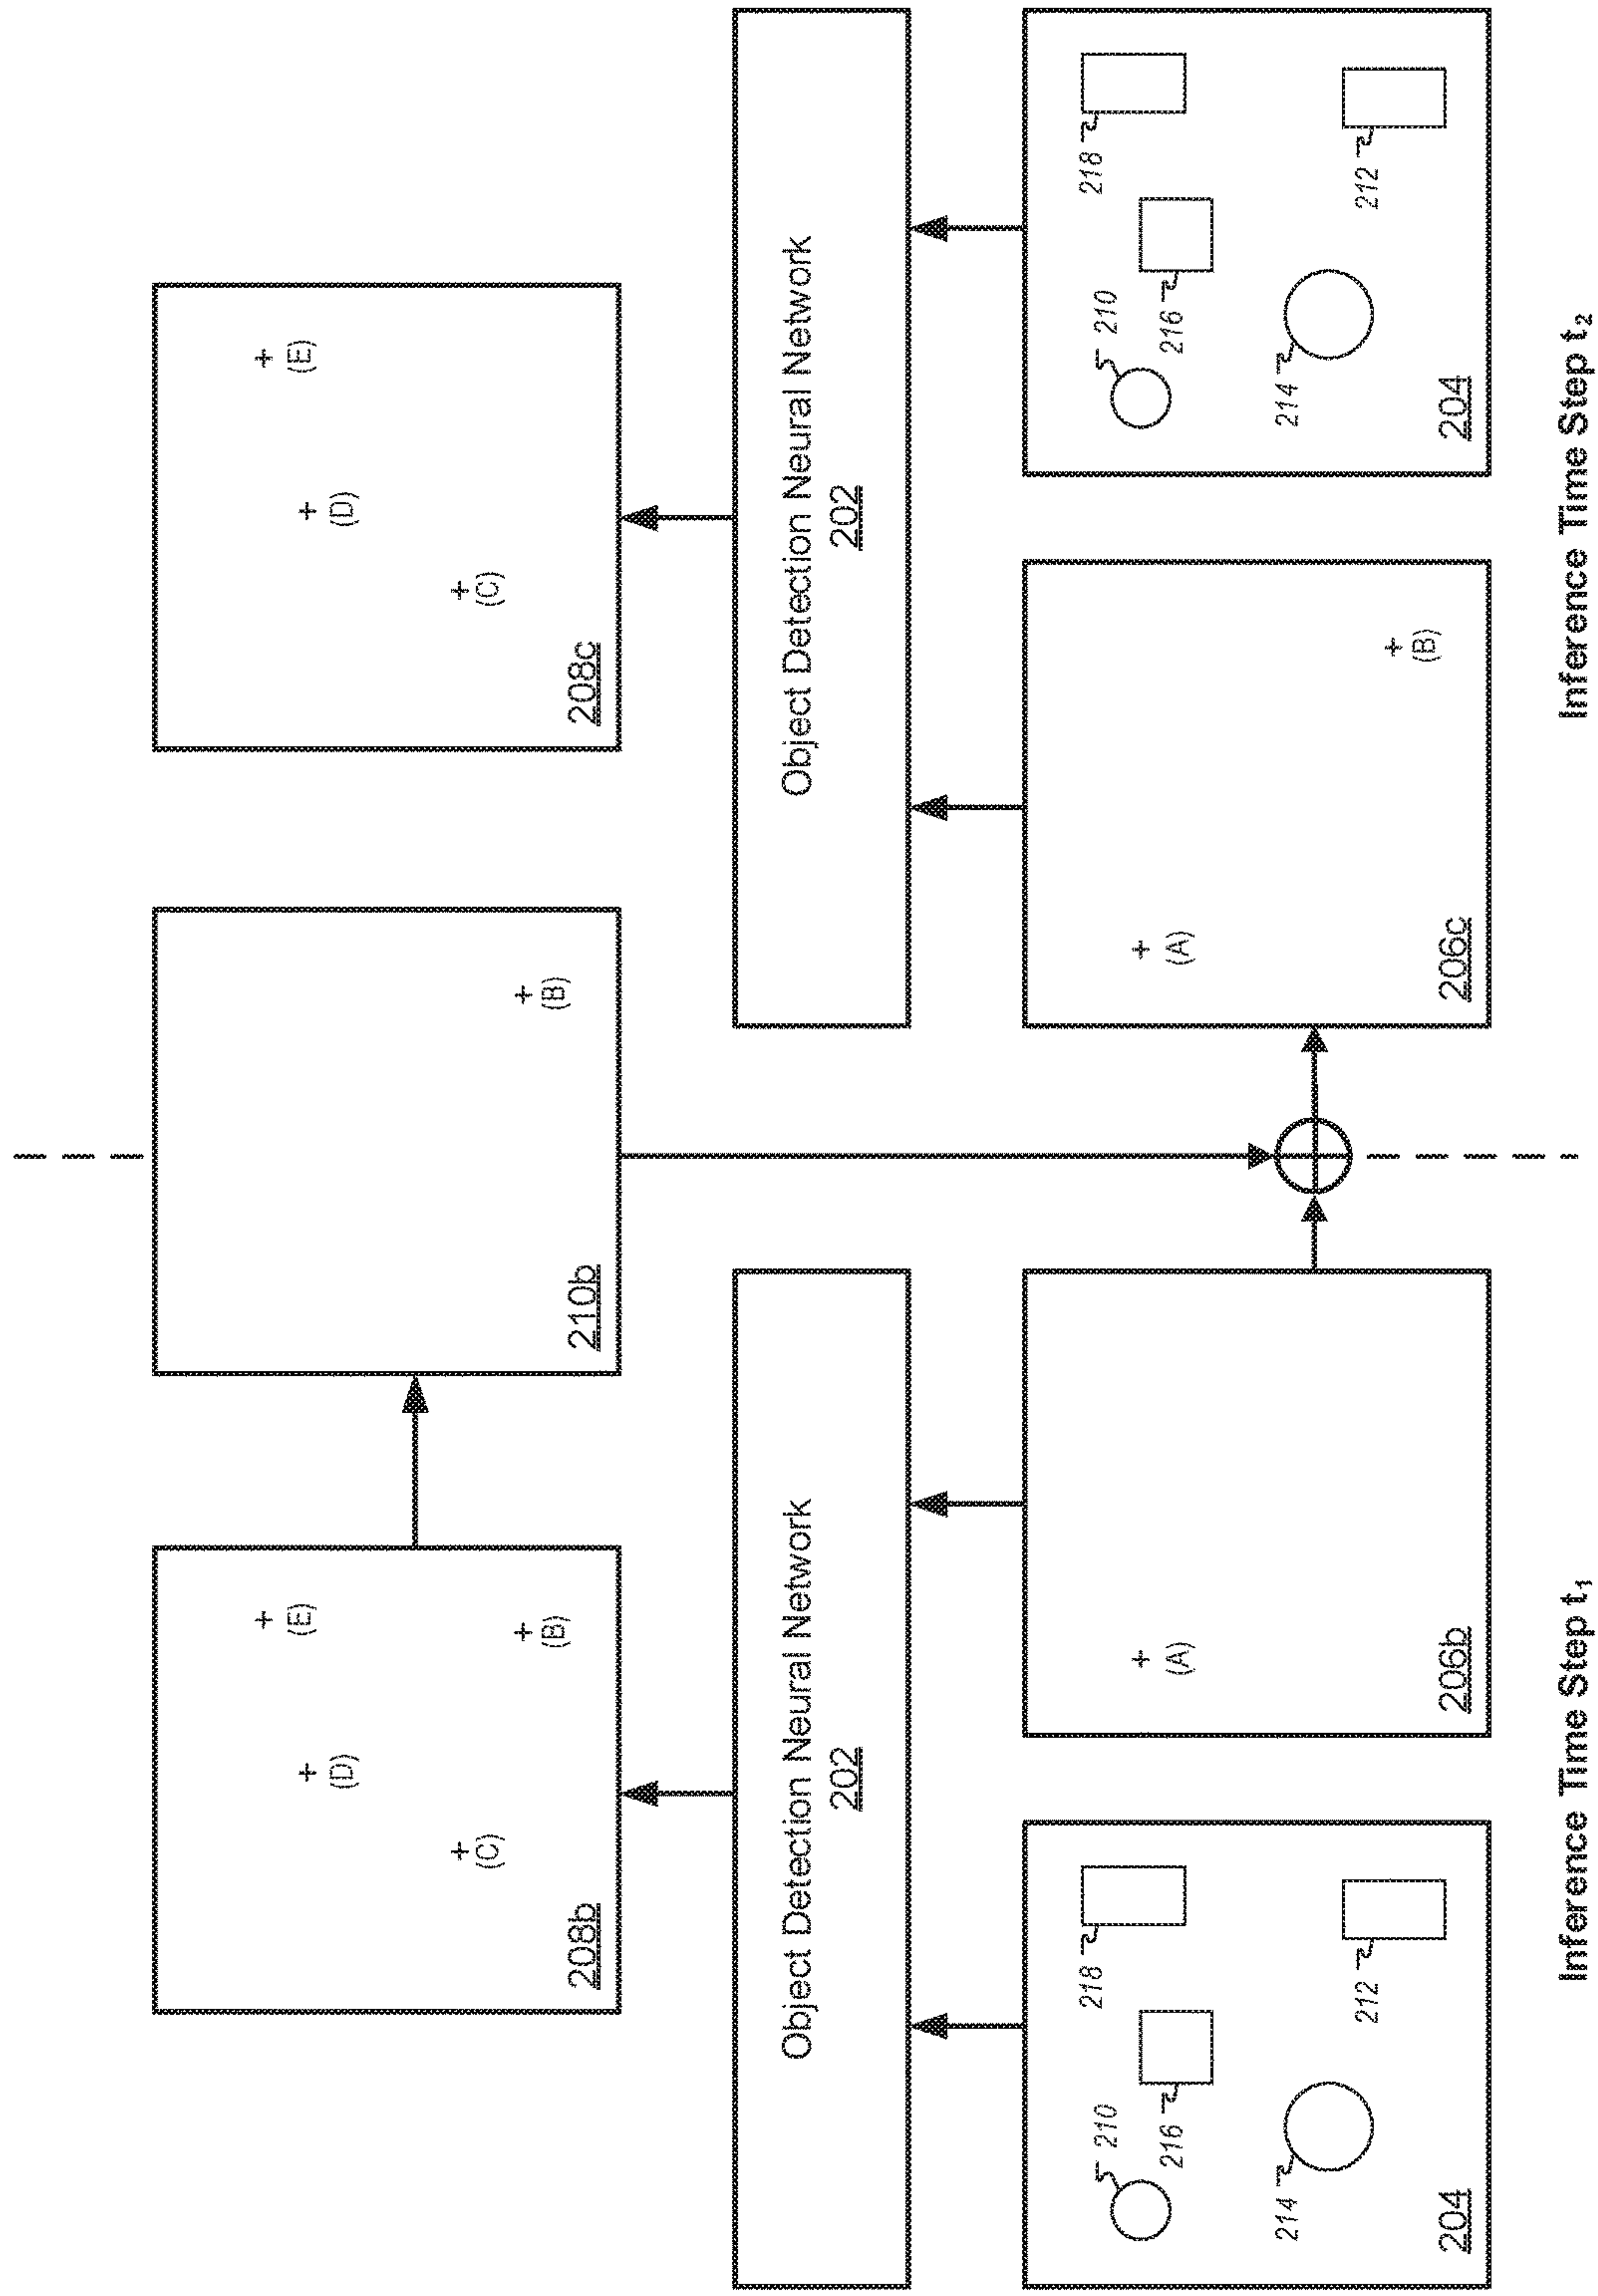 208b
(C)
(D)
(E)
(B)
210b
(B)
208c
(C)
(D)
(E)
Object Detection Neural Network
202
Object Detection Neural Network
202
204
210
216
218
214
212
206b
(A)
206c
(A)
(B)
204
210
216
218
214
212
Inference Time Step t₁
Inference Time Step t₂